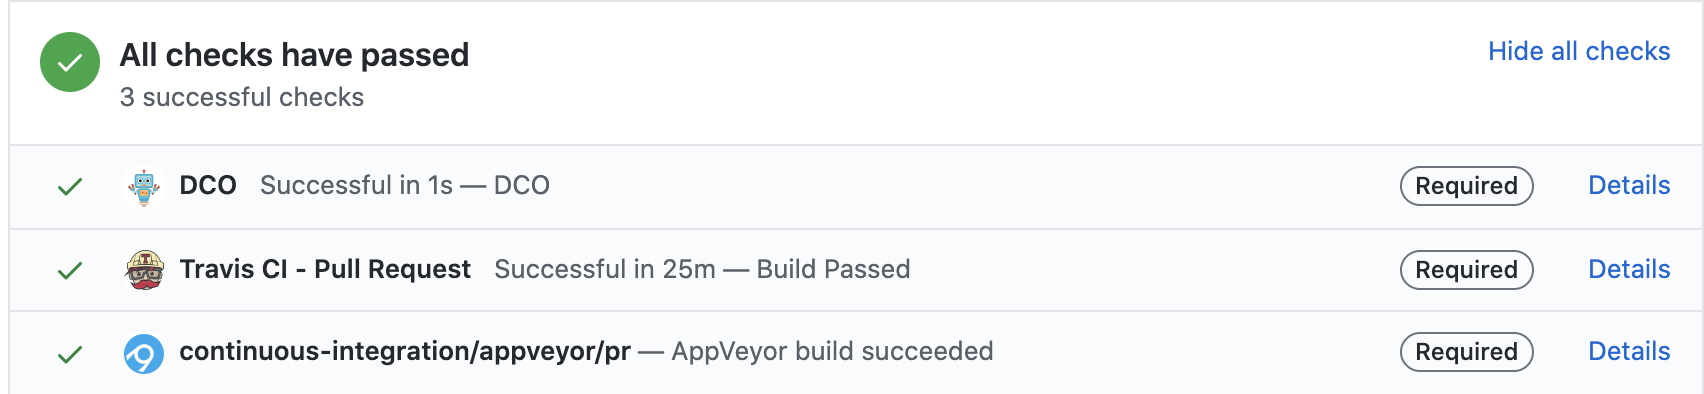 All checks have passed
Hide all checks
3 successful checks
DCO Successful in 1s — DCO Required Details
Travis CI - Pull Request Successful in 25m — Build Passed Required Details
continuous-integration/appveyor/pr — AppVeyor build succeeded Required Details